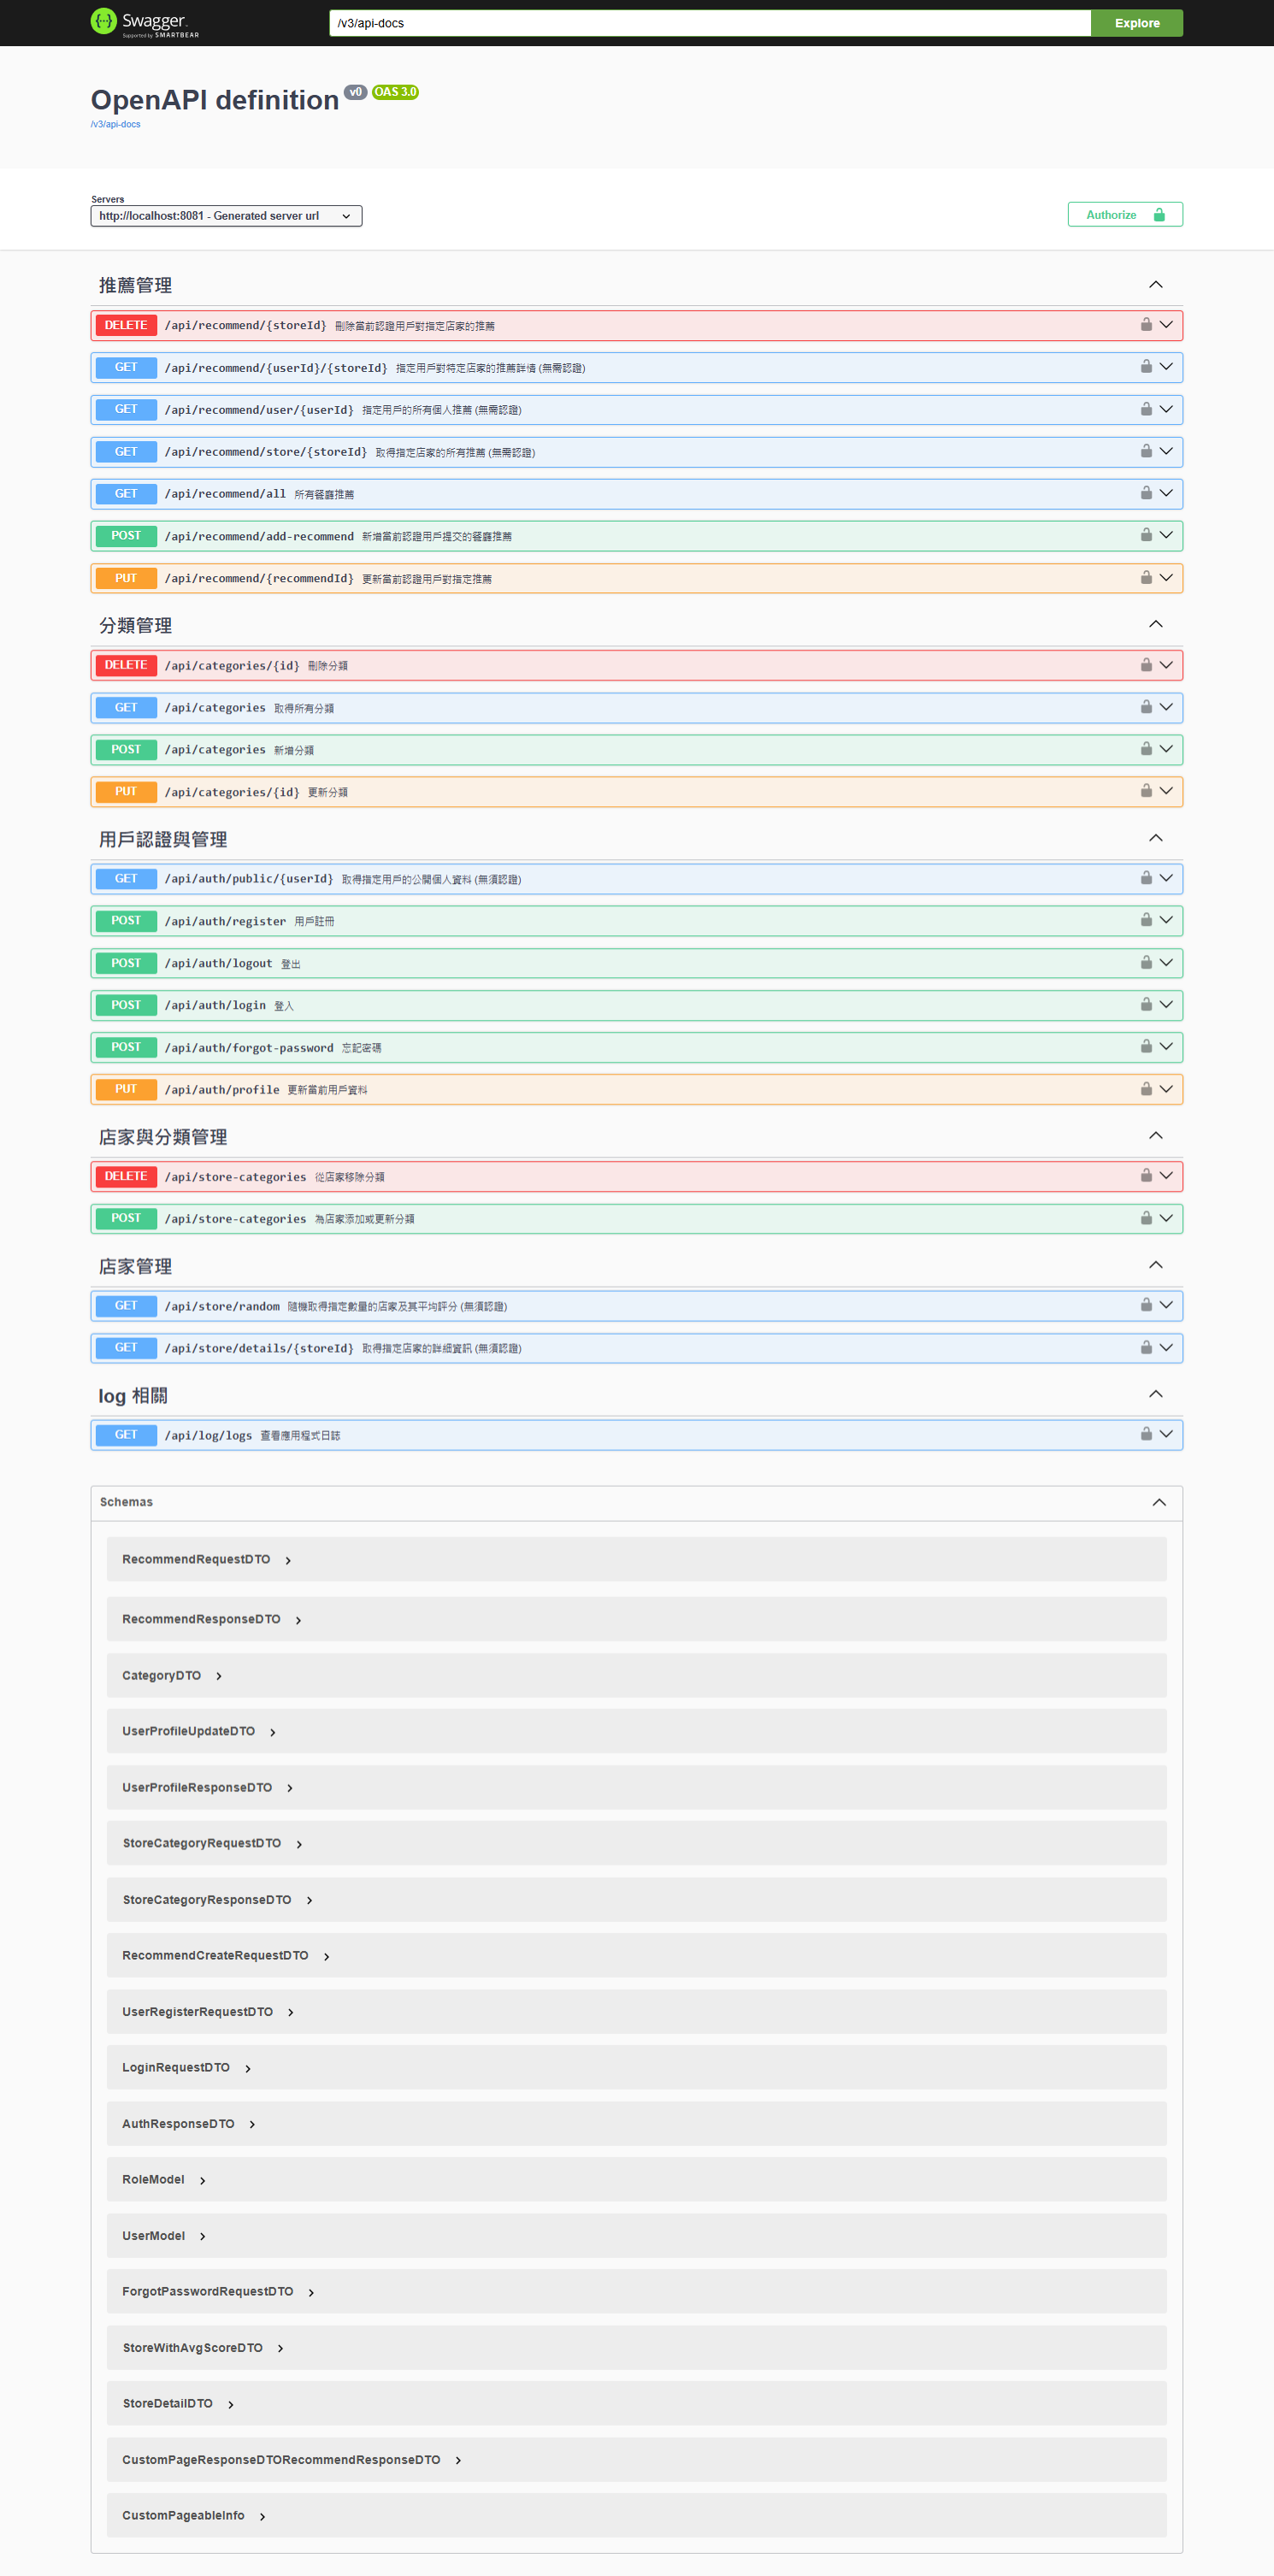 Swagger
Supported by SMARTBEAR
/v3/api-docs
Explore
OpenAPI definition v0 OAS 3.0
/v3/api-docs
Servers
http://localhost:8081 - Generated server url
Authorize
推薦管理
DELETE /api/recommend/{storeId} 刪除當前認證用戶對指定店家的推薦
GET /api/recommend/{userId}/{storeId} 指定用戶對特定店家的推薦詳情 (無需認證)
GET /api/recommend/user/{userId} 指定用戶的所有個人推薦 (無需認證)
GET /api/recommend/store/{storeId} 取得指定店家的所有推薦 (無需認證)
GET /api/recommend/all 所有餐廳推薦
POST /api/recommend/add-recommend 新增當前認證用戶提交的餐廳推薦
PUT /api/recommend/{recommendId} 更新當前認證用戶對指定推薦
分類管理
DELETE /api/categories/{id} 刪除分類
GET /api/categories 取得所有分類
POST /api/categories 新增分類
PUT /api/categories/{id} 更新分類
用戶認證與管理
GET /api/auth/public/{userId} 取得指定用戶的公開個人資料 (無須認證)
POST /api/auth/register 用戶註冊
POST /api/auth/logout 登出
POST /api/auth/login 登入
POST /api/auth/forgot-password 忘記密碼
PUT /api/auth/profile 更新當前用戶資料
店家與分類管理
DELETE /api/store-categories 從店家移除分類
POST /api/store-categories 為店家添加或更新分類
店家管理
GET /api/store/random 隨機取得指定數量的店家及其平均評分 (無須認證)
GET /api/store/details/{storeId} 取得指定店家的詳細資訊 (無須認證)
log 相關
GET /api/log/logs 查看應用程式日誌
Schemas
RecommendRequestDTO
RecommendResponseDTO
CategoryDTO
UserProfileUpdateDTO
UserProfileResponseDTO
StoreCategoryRequestDTO
StoreCategoryResponseDTO
RecommendCreateRequestDTO
UserRegisterRequestDTO
LoginRequestDTO
AuthResponseDTO
RoleModel
UserModel
ForgotPasswordRequestDTO
StoreWithAvgScoreDTO
StoreDetailDTO
CustomPageResponseDTORecommendResponseDTO
CustomPageableInfo